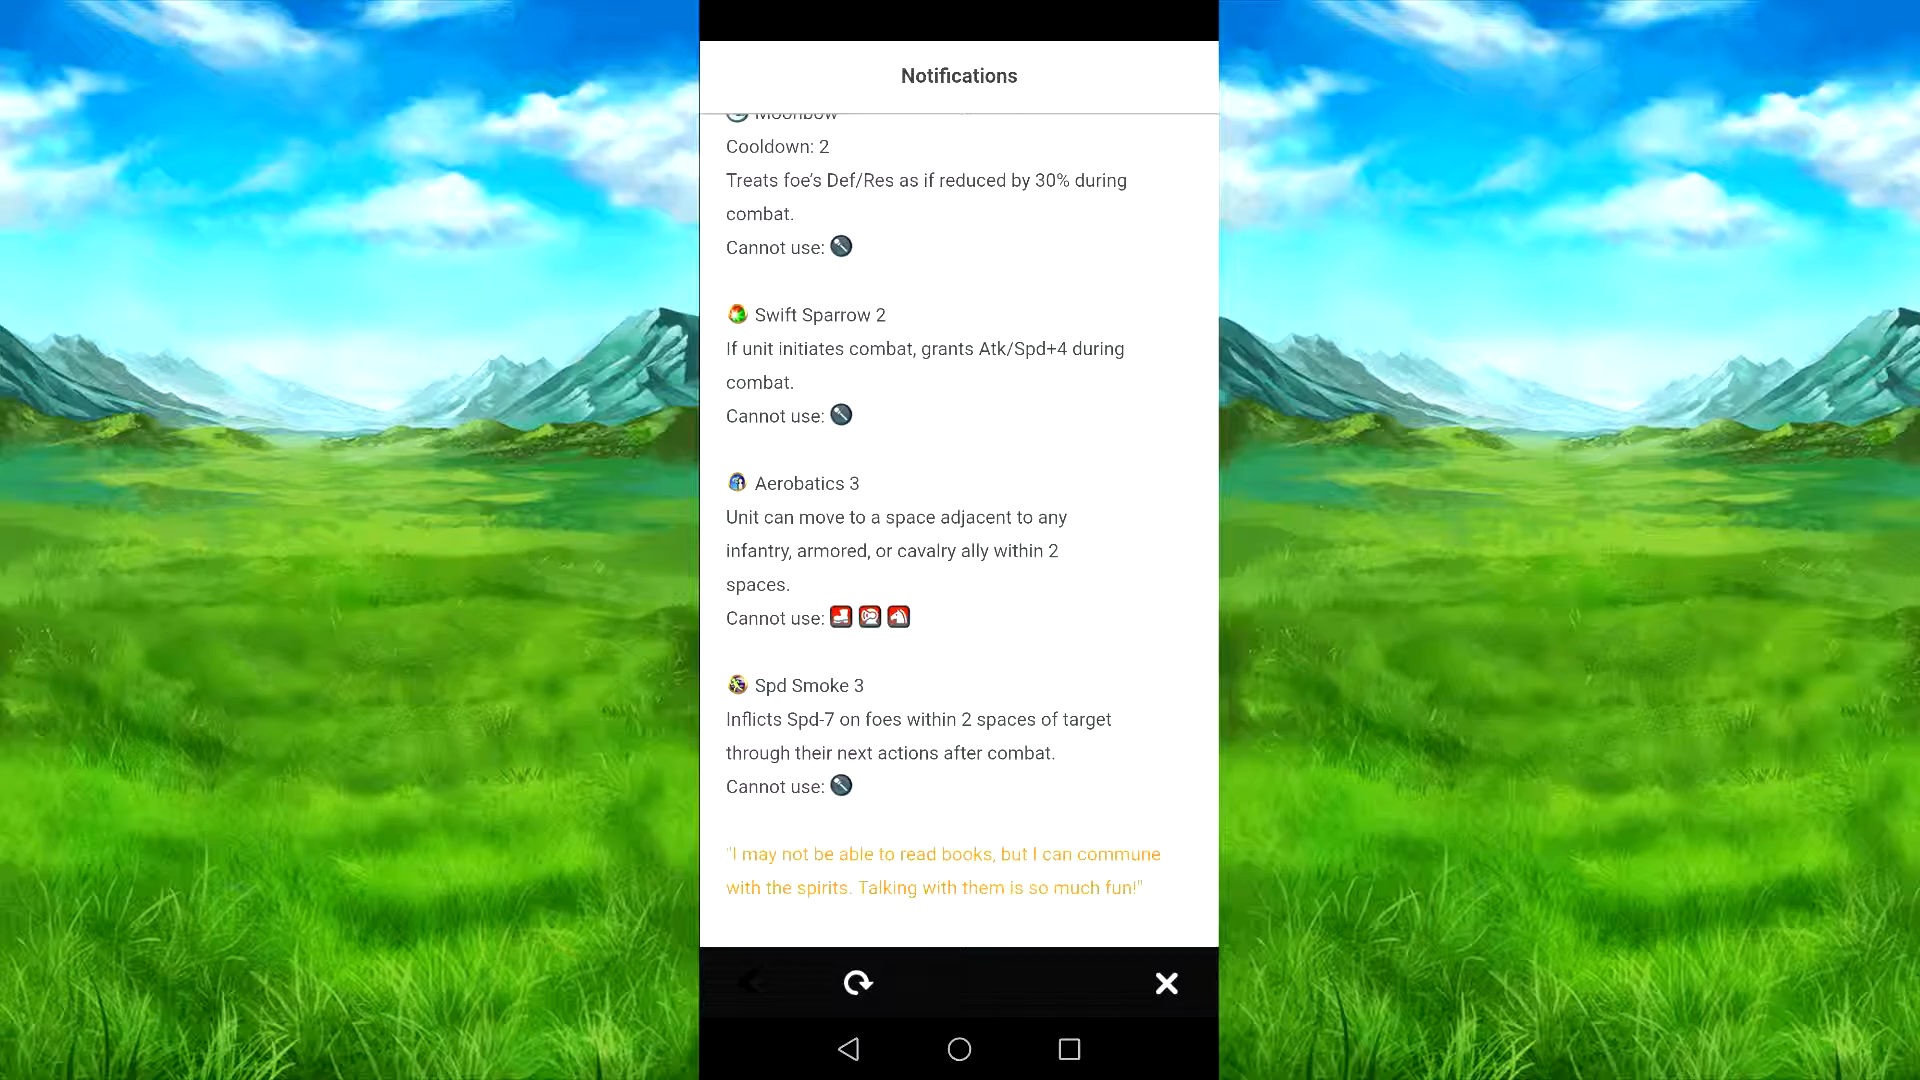 Notifications
Moonbow
Cooldown: 2
Treats foe's Def/Res as if reduced by 30% during
combat.
Cannot use:
Swift Sparrow 2
If unit initiates combat, grants Atk/Spd+4 during
combat.
Cannot use:
Aerobatics 3
Unit can move to a space adjacent to any
infantry, armored, or cavalry ally within 2
spaces.
Cannot use:
Spd Smoke 3
Inflicts Spd-7 on foes within 2 spaces of target
through their next actions after combat.
Cannot use:
"I may not be able to read books, but I can commune
with the spirits. Talking with them is so much fun!"